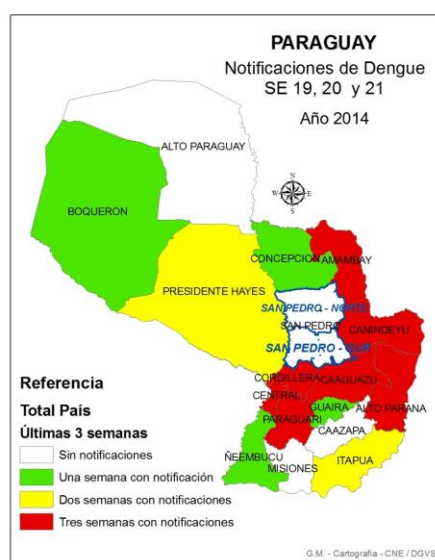 PARAGUAY
Notificaciones de Dengue
SE 19, 20 y 21
Año 2014
ALTO PARAGUAY
N
W
E
S
BOQUERON
CONCEPCION
AMAMBAY
PRESIDENTE HAYES
SAN PEDRO - NORTE
SAN PEDRO
CANINDEYU
SAN PEDRO - SUR
CORDILLERA
CAAGUAZU
CENTRAL
GUAIRA
ALTO PARANA
PARAGUARI
CAAZAPA
ÑEEMBUCU
MISIONES
ITAPUA
Referencia
Total País
Últimas 3 semanas
Sin notificaciones
Una semana con notificación
Dos semanas con notificaciones
Tres semanas con notificaciones
G.M. - Cartografía - CNE / DGVS